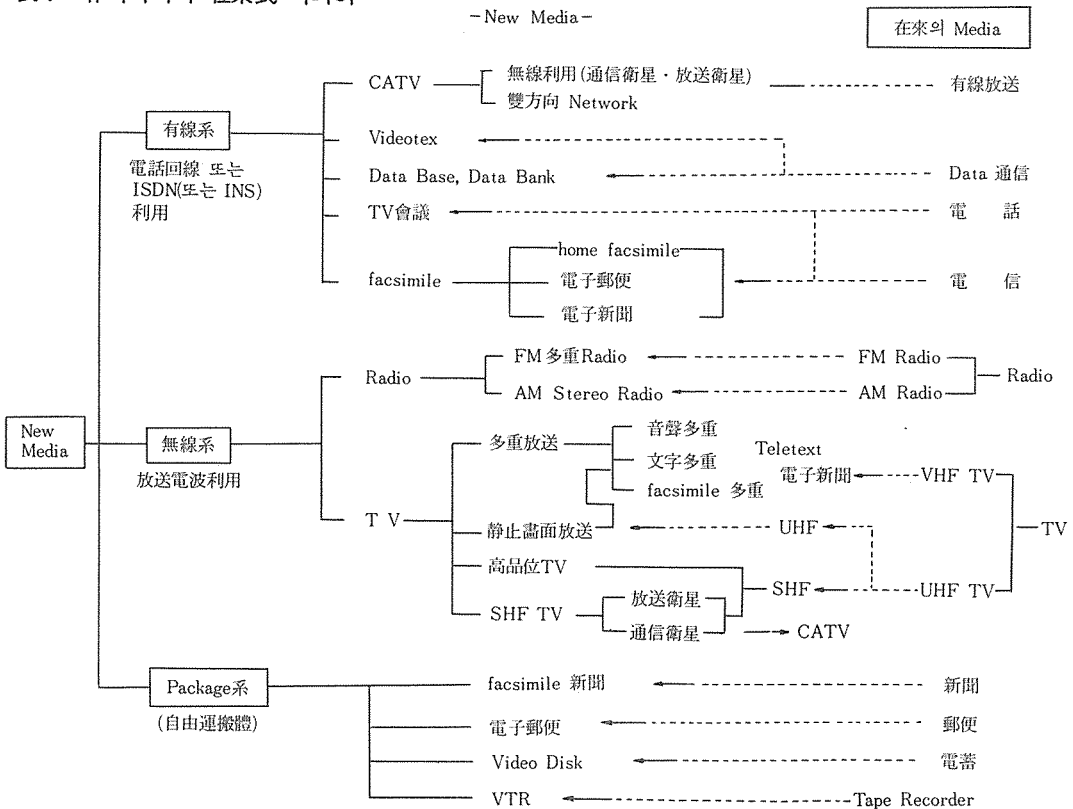 -New Media-
在來의 Media
CATV
無線利用(通信衛星·放送衛星)
雙方向 Network
有線放送
有線系
電話回線 또는
ISDN(또는 INS)
利用
Videotex
Data Base, Data Bank
Data 通信
TV會議
電 話
facsimile
home facsimile
電子郵便
電子新聞
電 信
New
Media
無線系
放送電波利用
Radio
FM多重Radio
FM Radio
AM Stereo Radio
AM Radio
Radio
T V
多重放送
音聲多重
文字多重
facsimile 多重
Teletext
電子新聞
VHF TV
静止畵面放送
UHF
TV
高品位TV
SHF
UHF TV
SHF TV
放送衛星
通信衛星
CATV
Package系
(自由運搬體)
facsimile 新聞
新聞
電子郵便
郵便
Video Disk
電蓄
VTR
Tape Recorder